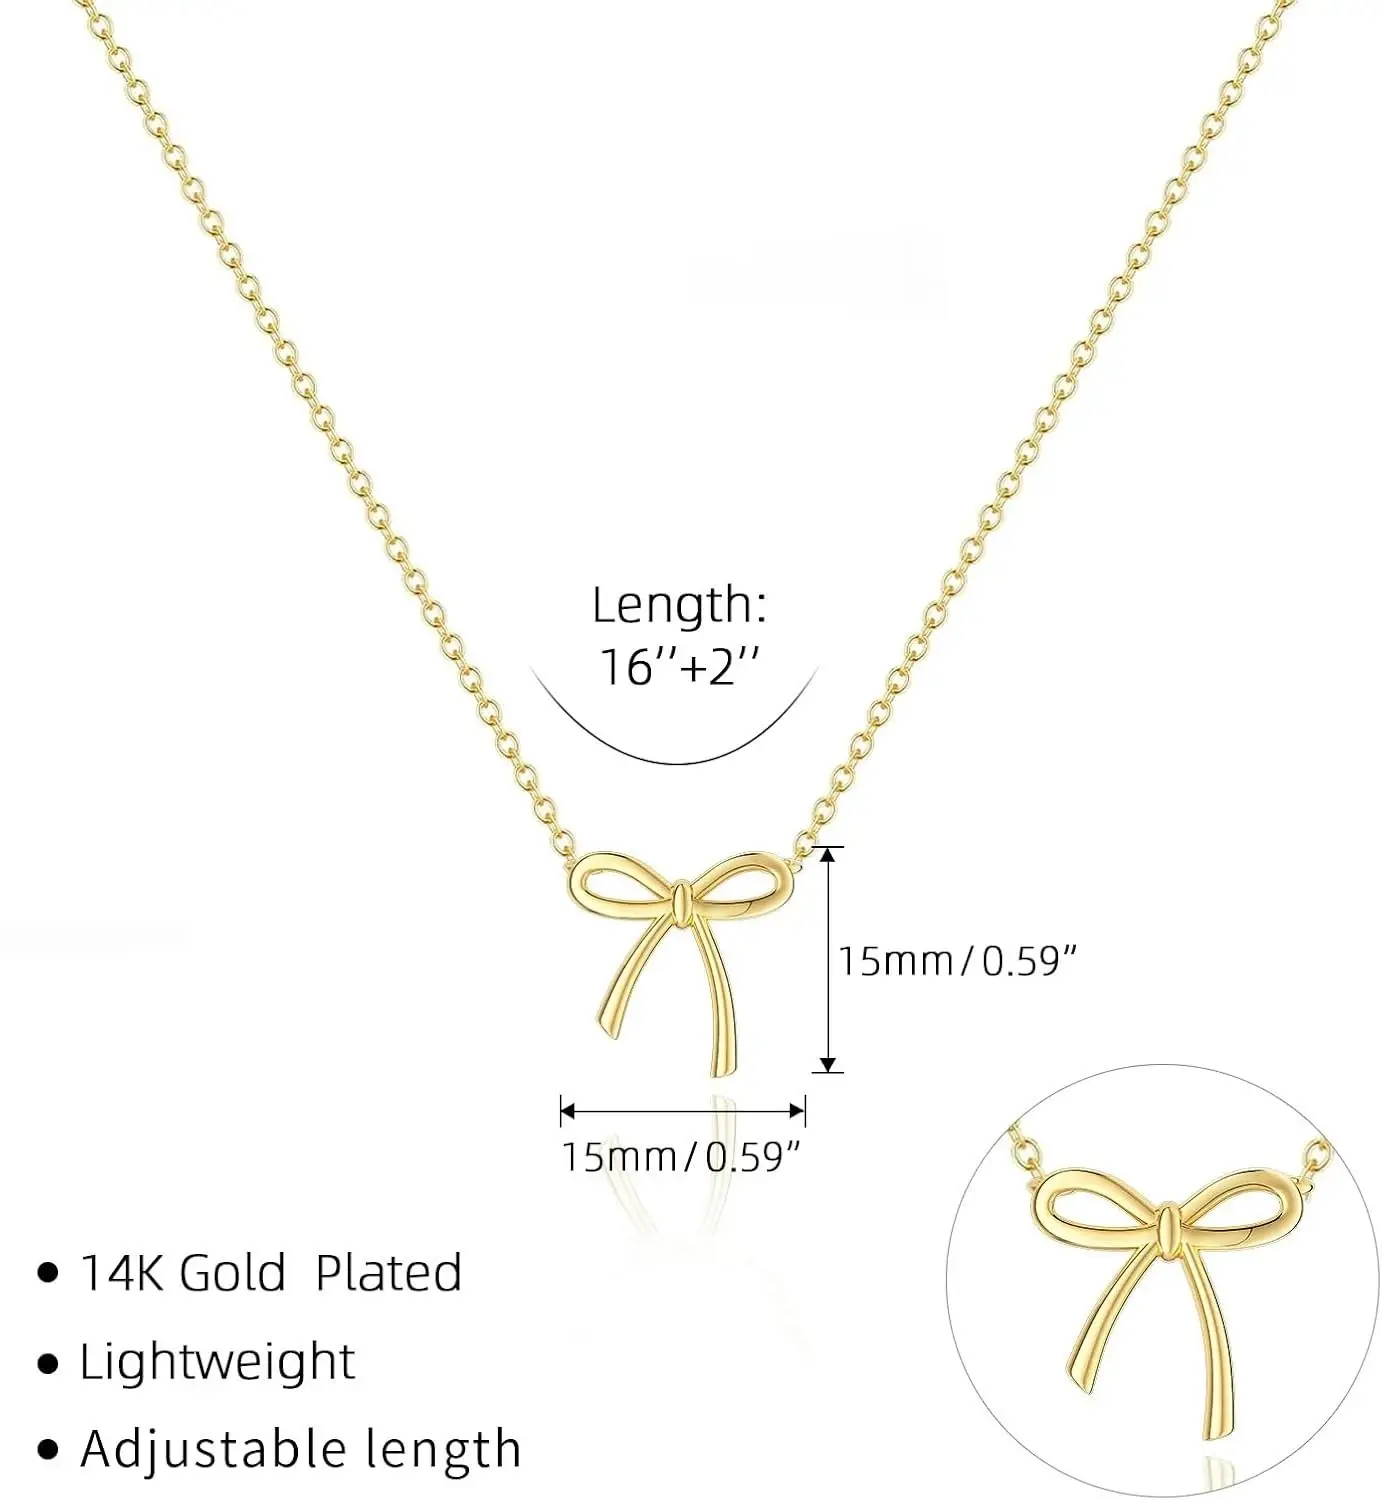 Length:
16’’+2’’
15mm/0.59”
15mm/0.59”
• 14K Gold Plated
• Lightweight
• Adjustable length